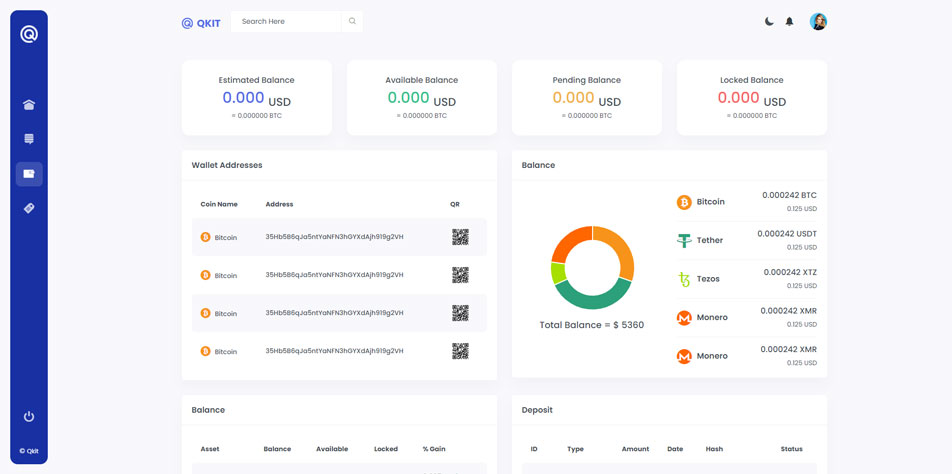 QKIT
Search Here
Estimated Balance
0.000 USD
= 0.000000 BTC
Available Balance
0.000 USD
= 0.000000 BTC
Pending Balance
0.000 USD
= 0.000000 BTC
Locked Balance
0.000 USD
= 0.000000 BTC
Wallet Addresses
Coin Name Address QR
Bitcoin 35Hb5B6qJa5ntYaNFN3hGYXdAjh919g2VH
Bitcoin 35Hb5B6qJa5ntYaNFN3hGYXdAjh919g2VH
Bitcoin 35Hb5B6qJa5ntYaNFN3hGYXdAjh919g2VH
Bitcoin 35Hb5B6qJa5ntYaNFN3hGYXdAjh919g2VH
Balance
Total Balance = $ 5360
Bitcoin 0.000242 BTC
0.125 USD
Tether 0.000242 USDT
0.125 USD
Tezos 0.000242 XTZ
0.125 USD
Monero 0.000242 XMR
0.125 USD
Monero 0.000242 XMR
0.125 USD
Balance
Asset Balance Available Locked % Gain
Deposit
ID Type Amount Date Hash Status
© Qkit